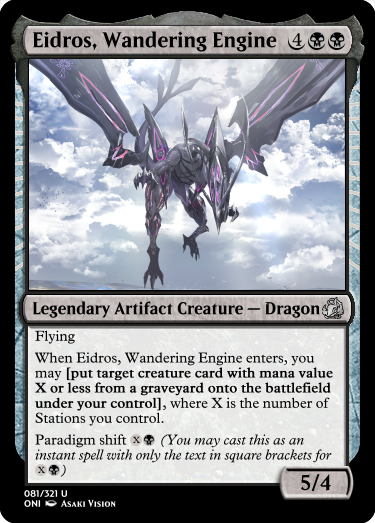 Eidros, Wandering Engine 4
Legendary Artifact Creature — Dragon
Flying
When Eidros, Wandering Engine enters, you
may [put target creature card with mana value
X or less from a graveyard onto the battlefield
under your control], where X is the number of
Stations you control.
Paradigm shift X (You may cast this as an
instant spell with only the text in square brackets for
X)
5/4
081/321 U
ONI Asaki Vision